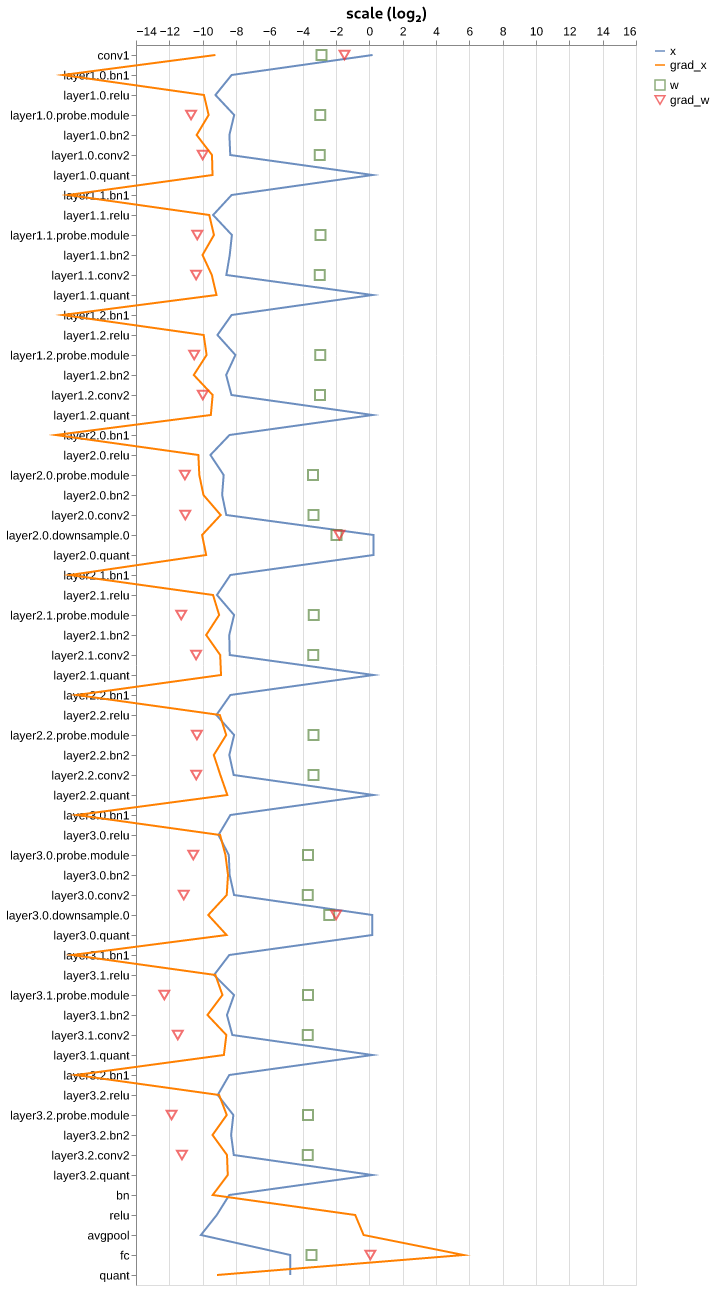 scale (log₂)
−14 −12 −10 −8 −6 −4 −2 0 2 4 6 8 10 12 14 16
x
grad_x
w
grad_w
conv1
layer1.0.bn1
layer1.0.relu
layer1.0.probe.module
layer1.0.bn2
layer1.0.conv2
layer1.0.quant
layer1.1.bn1
layer1.1.relu
layer1.1.probe.module
layer1.1.bn2
layer1.1.conv2
layer1.1.quant
layer1.2.bn1
layer1.2.relu
layer1.2.probe.module
layer1.2.bn2
layer1.2.conv2
layer1.2.quant
layer2.0.bn1
layer2.0.relu
layer2.0.probe.module
layer2.0.bn2
layer2.0.conv2
layer2.0.downsample.0
layer2.0.quant
layer2.1.bn1
layer2.1.relu
layer2.1.probe.module
layer2.1.bn2
layer2.1.conv2
layer2.1.quant
layer2.2.bn1
layer2.2.relu
layer2.2.probe.module
layer2.2.bn2
layer2.2.conv2
layer2.2.quant
layer3.0.bn1
layer3.0.relu
layer3.0.probe.module
layer3.0.bn2
layer3.0.conv2
layer3.0.downsample.0
layer3.0.quant
layer3.1.bn1
layer3.1.relu
layer3.1.probe.module
layer3.1.bn2
layer3.1.conv2
layer3.1.quant
layer3.2.bn1
layer3.2.relu
layer3.2.probe.module
layer3.2.bn2
layer3.2.conv2
layer3.2.quant
bn
relu
avgpool
fc
quant